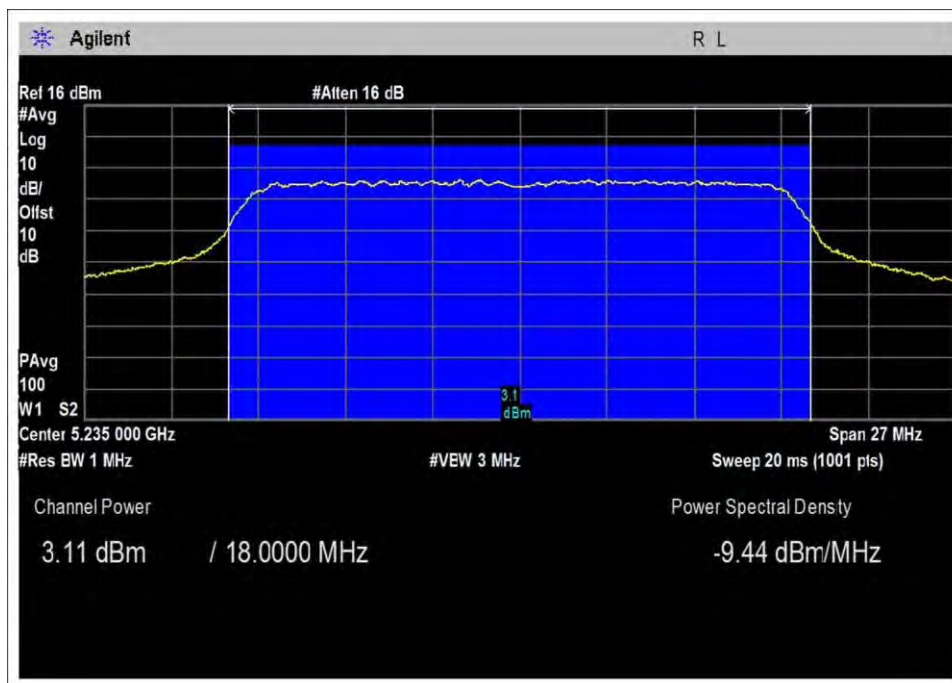 Agilent
R L
Ref 16 dBm
#Atten 16 dB
#Avg
Log
10
dB/
Offst
10
dB
PAvg
100
W1 S2
3.1
dBm
Center 5.235 000 GHz
Span 27 MHz
#Res BW 1 MHz
#VBW 3 MHz
Sweep 20 ms (1001 pts)
Channel Power
Power Spectral Density
3.11 dBm / 18.0000 MHz
-9.44 dBm/MHz